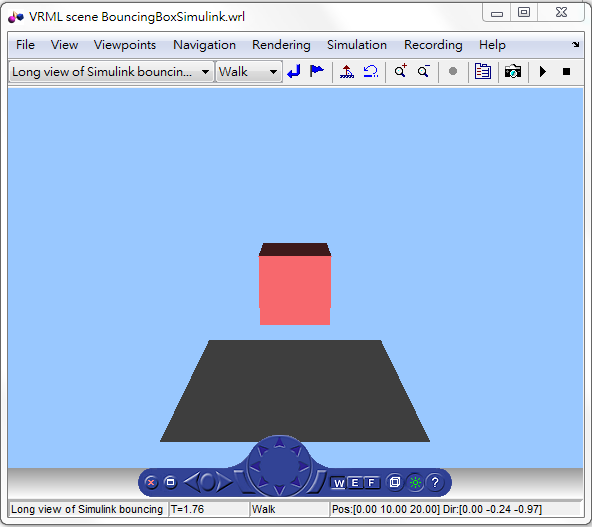 VRML scene BouncingBoxSimulink.wrl
File View Viewpoints Navigation Rendering Simulation Recording Help
Long view of Simulink bouncin... Walk
W E F ?
Long view of Simulink bouncing T=1.76 Walk Pos:[0.00 10.00 20.00] Dir:[0.00 -0.24 -0.97]